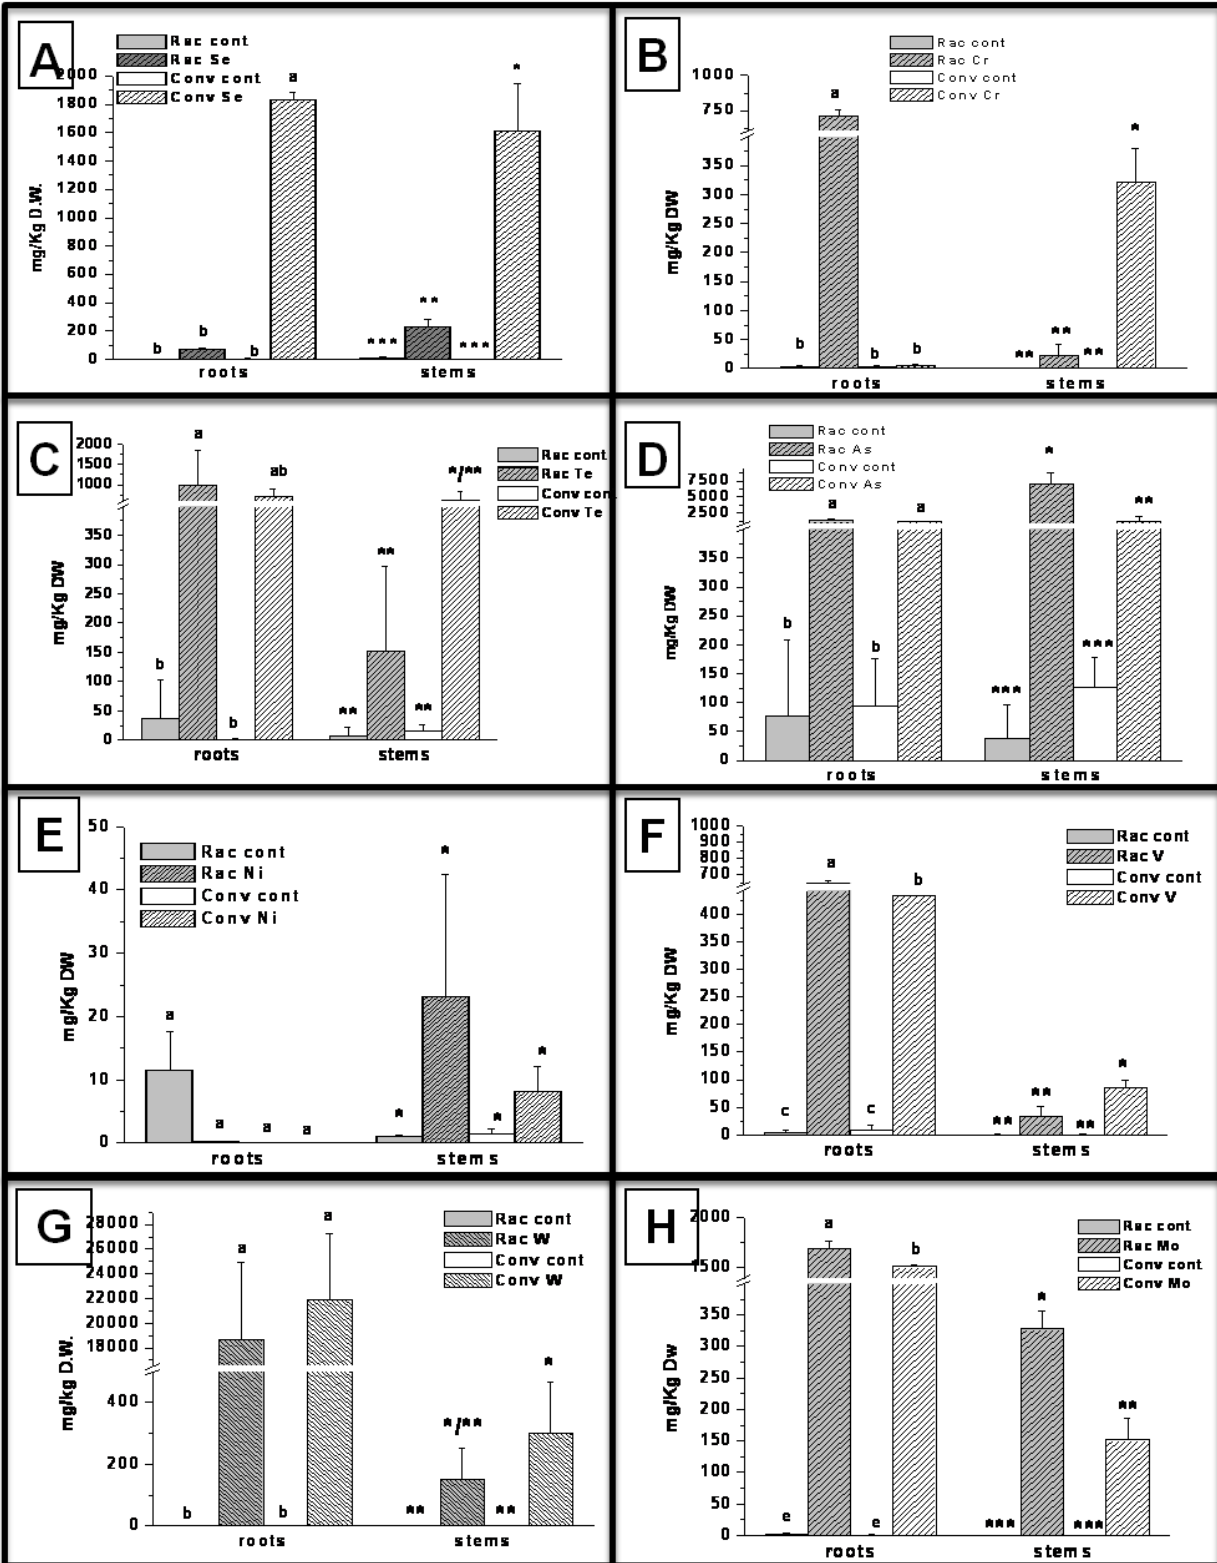 A
Rac cont
Rac Se
Conv cont
Conv Se
mg/Kg D.W.
2000
1800
1600
1400
1200
1000
800
600
400
200
0
b
b
b
a
***
**
***
*
roots
stems
B
Rac cont
Rac Cr
Conv cont
Conv Cr
mg/Kg DW
1000
750
350
300
250
200
150
100
50
0
b
a
b
b
**
**
**
*
roots
stems
C
Rac cont
Rac Te
Conv cont
Conv Te
mg/Kg DW
2000
1500
1000
350
300
250
200
150
100
50
0
b
a
b
ab
**
**
**
*/**
roots
stems
D
Rac cont
Rac As
Conv cont
Conv As
mg/Kg DW
7500
5000
2500
350
300
250
200
150
100
50
0
b
a
b
a
***
*
***
**
roots
stems
E
Rac cont
Rac Ni
Conv cont
Conv Ni
mg/Kg DW
50
40
30
20
10
0
a
a
a
a
*
*
*
*
roots
stems
F
Rac cont
Rac V
Conv cont
Conv V
mg/Kg DW
1000
900
800
700
400
350
300
250
200
150
100
50
0
c
a
c
b
**
**
**
*
roots
stems
G
Rac cont
Rac W
Conv cont
Conv W
mg/kg D.W.
28000
26000
24000
22000
20000
18000
400
200
0
b
a
b
a
**
*/**
**
*
roots
stems
H
Rac cont
Rac Mo
Conv cont
Conv Mo
mg/Kg Dw
2000
1500
350
300
250
200
150
100
50
0
e
a
e
b
***
*
***
**
roots
stems